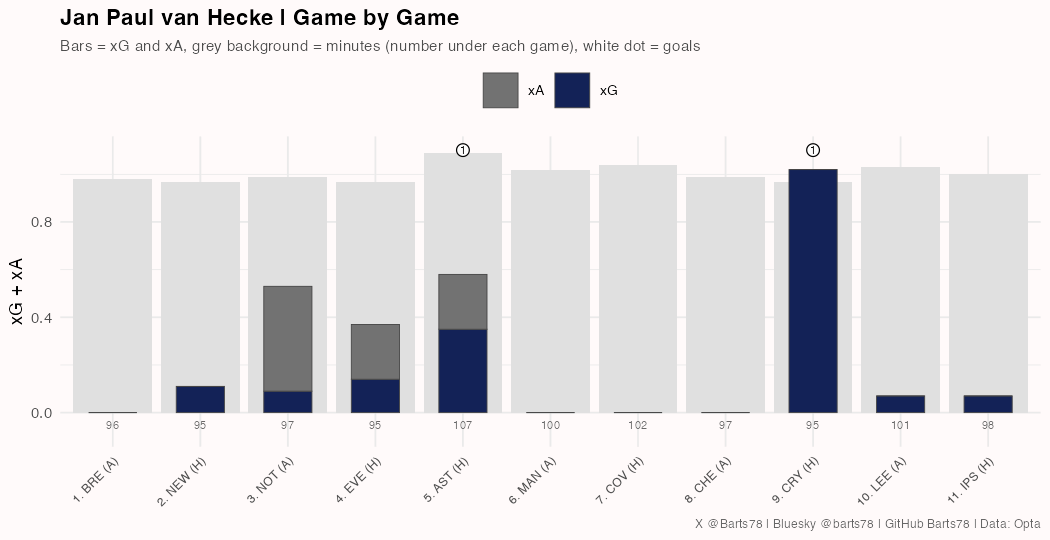 Jan Paul van Hecke | Game by Game
Bars = xG and xA, grey background = minutes (number under each game), white dot = goals
xA xG
1 1
xG + xA
0.8
0.4
0.0
96 95 97 95 107 100 102 97 95 101 98
1. BRE (A)
2. NEW (H)
3. NOT (A)
4. EVE (H)
5. AST (H)
6. MAN (A)
7. COV (H)
8. CHE (A)
9. CRY (H)
10. LEE (A)
11. IPS (H)
X @Barts78 | Bluesky @barts78 | GitHub Barts78 | Data: Opta